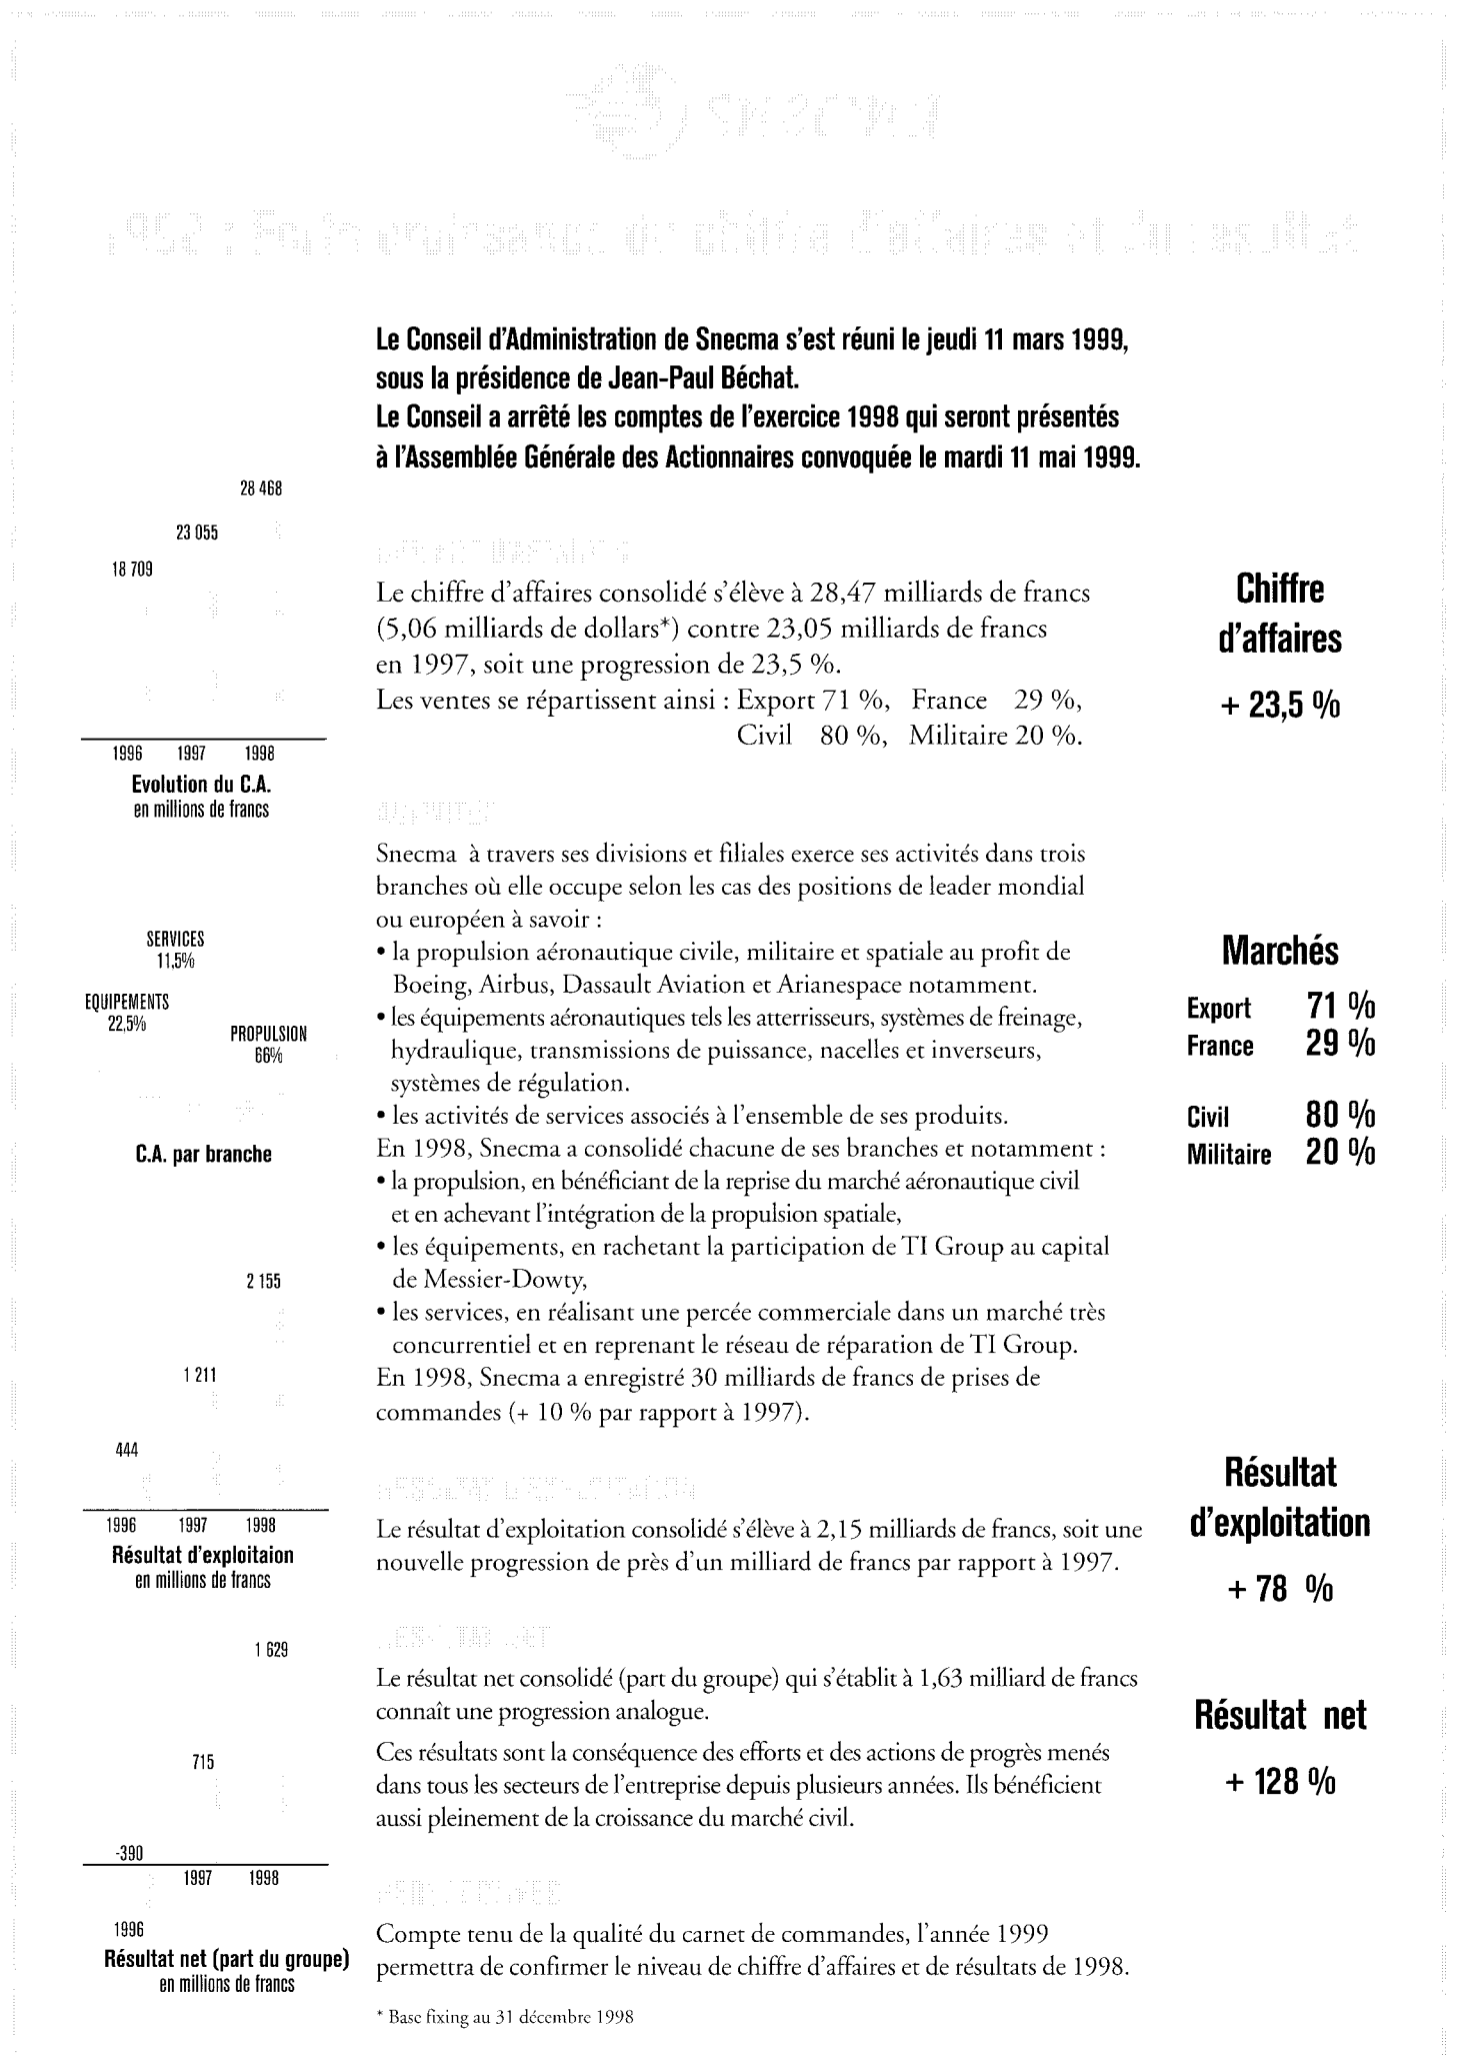 snecma
Le Conseil d'Administration de Snecma s'est réuni le jeudi 11 mars 1999,
sous la présidence de Jean-Paul Béchat.
Le Conseil a arrêté les comptes de l'exercice 1998 qui seront présentés
à l'Assemblée Générale des Actionnaires convoquée le mardi 11 mai 1999.
28 468
23 055
18 709
1996 1997 1998
Evolution du C.A.
en millions de francs
Le chiffre d'affaires consolidé s'élève à 28,47 milliards de francs
(5,06 milliards de dollars*) contre 23,05 milliards de francs
en 1997, soit une progression de 23,5 %.
Les ventes se répartissent ainsi : Export 71 %, France 29 %,
Civil 80 %, Militaire 20 %.
Chiffre
d'affaires
+ 23,5 %
Snecma à travers ses divisions et filiales exerce ses activités dans trois
branches où elle occupe selon les cas des positions de leader mondial
ou européen à savoir :
• la propulsion aéronautique civile, militaire et spatiale au profit de
Boeing, Airbus, Dassault Aviation et Arianespace notamment.
• les équipements aéronautiques tels les atterrisseurs, systèmes de freinage,
hydraulique, transmissions de puissance, nacelles et inverseurs,
systèmes de régulation.
• les activités de services associés à l'ensemble de ses produits.
En 1998, Snecma a consolidé chacune de ses branches et notamment :
• la propulsion, en bénéficiant de la reprise du marché aéronautique civil
et en achevant l'intégration de la propulsion spatiale,
• les équipements, en rachetant la participation de TI Group au capital
de Messier-Dowty,
• les services, en réalisant une percée commerciale dans un marché très
concurrentiel et en reprenant le réseau de réparation de TI Group.
En 1998, Snecma a enregistré 30 milliards de francs de prises de
commandes (+ 10 % par rapport à 1997).
SERVICES
11,5%
EQUIPEMENTS
22,5%
PROPULSION
66%
C.A. par branche
Marchés
Export 71 %
France 29 %
Civil 80 %
Militaire 20 %
2 155
1 211
444
1996 1997 1998
Résultat d'exploitaion
en millions de francs
Le résultat d'exploitation consolidé s'élève à 2,15 milliards de francs, soit une
nouvelle progression de près d'un milliard de francs par rapport à 1997.
Résultat
d'exploitation
+ 78 %
Le résultat net consolidé (part du groupe) qui s'établit à 1,63 milliard de francs
connaît une progression analogue.
Ces résultats sont la conséquence des efforts et des actions de progrès menés
dans tous les secteurs de l'entreprise depuis plusieurs années. Ils bénéficient
aussi pleinement de la croissance du marché civil.
Résultat net
+ 128 %
1 629
715
-390
1997 1998
1996
Résultat net (part du groupe)
en millions de francs
Compte tenu de la qualité du carnet de commandes, l'année 1999
permettra de confirmer le niveau de chiffre d'affaires et de résultats de 1998.
* Base fixing au 31 décembre 1998